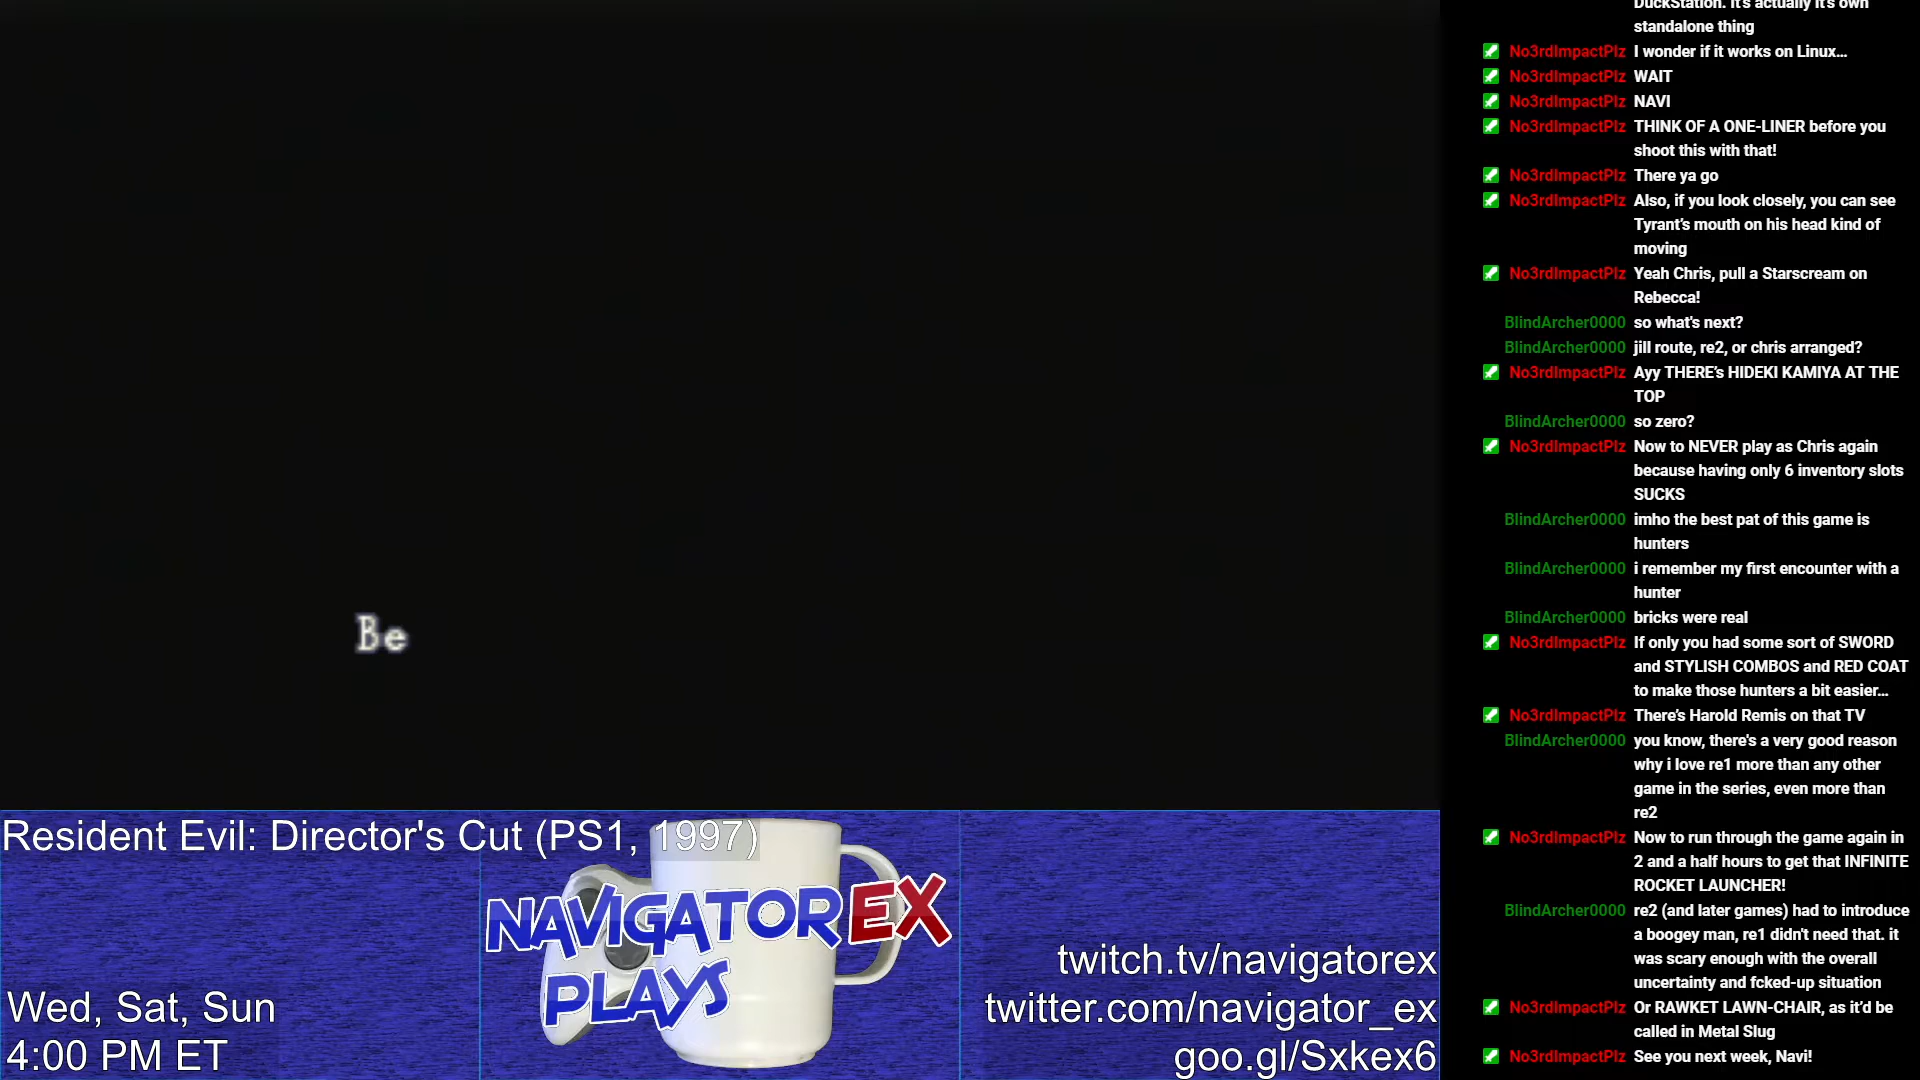 Be
Resident Evil: Director's Cut (PS1, 1997)
NAVIGATOR EX
PLAYS
Wed, Sat, Sun
4:00 PM ET
twitch.tv/navigatorex
twitter.com/navigator_ex
goo.gl/Sxkex6
DuckStation. It's actually it's own
standalone thing
No3rdImpactPlz I wonder if it works on Linux...
No3rdImpactPlz WAIT
No3rdImpactPlz NAVI
No3rdImpactPlz THINK OF A ONE-LINER before you
shoot this with that!
No3rdImpactPlz There ya go
No3rdImpactPlz Also, if you look closely, you can see
Tyrant's mouth on his head kind of
moving
No3rdImpactPlz Yeah Chris, pull a Starscream on
Rebecca!
BlindArcher0000 so what's next?
BlindArcher0000 jill route, re2, or chris arranged?
No3rdImpactPlz Ayy THERE's HIDEKI KAMIYA AT THE
TOP
BlindArcher0000 so zero?
No3rdImpactPlz Now to NEVER play as Chris again
because having only 6 inventory slots
SUCKS
BlindArcher0000 imho the best pat of this game is
hunters
BlindArcher0000 i remember my first encounter with a
hunter
BlindArcher0000 bricks were real
No3rdImpactPlz If only you had some sort of SWORD
and STYLISH COMBOS and RED COAT
to make those hunters a bit easier...
No3rdImpactPlz There's Harold Remis on that TV
BlindArcher0000 you know, there's a very good reason
why i love re1 more than any other
game in the series, even more than
re2
No3rdImpactPlz Now to run through the game again in
2 and a half hours to get that INFINITE
ROCKET LAUNCHER!
BlindArcher0000 re2 (and later games) had to introduce
a boogey man, re1 didn't need that. it
was scary enough with the overall
uncertainty and fcked-up situation
No3rdImpactPlz Or RAWKET LAWN-CHAIR, as it'd be
called in Metal Slug
No3rdImpactPlz See you next week, Navi!